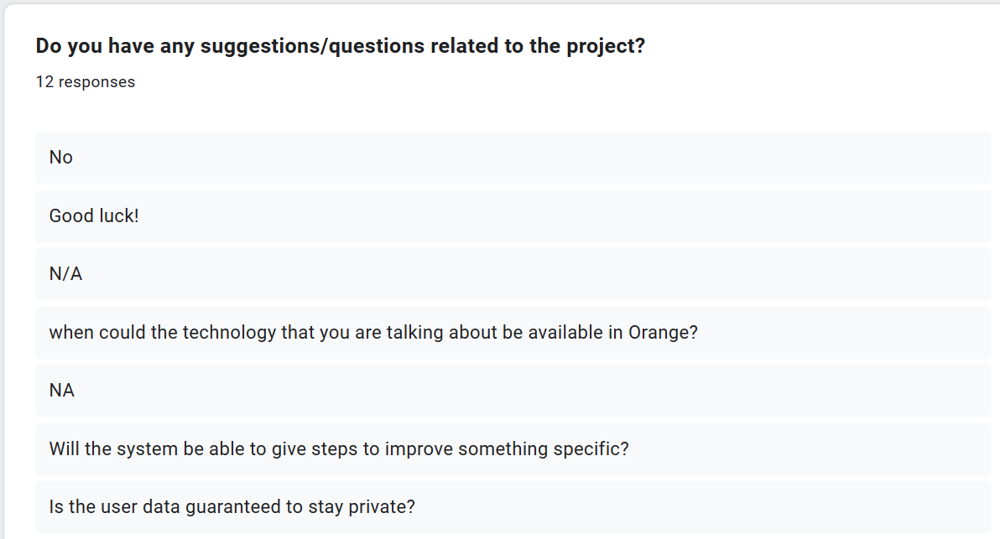 Do you have any suggestions/questions related to the project?
12 responses
No
Good luck!
N/A
when could the technology that you are talking about be available in Orange?
NA
Will the system be able to give steps to improve something specific?
Is the user data guaranteed to stay private?